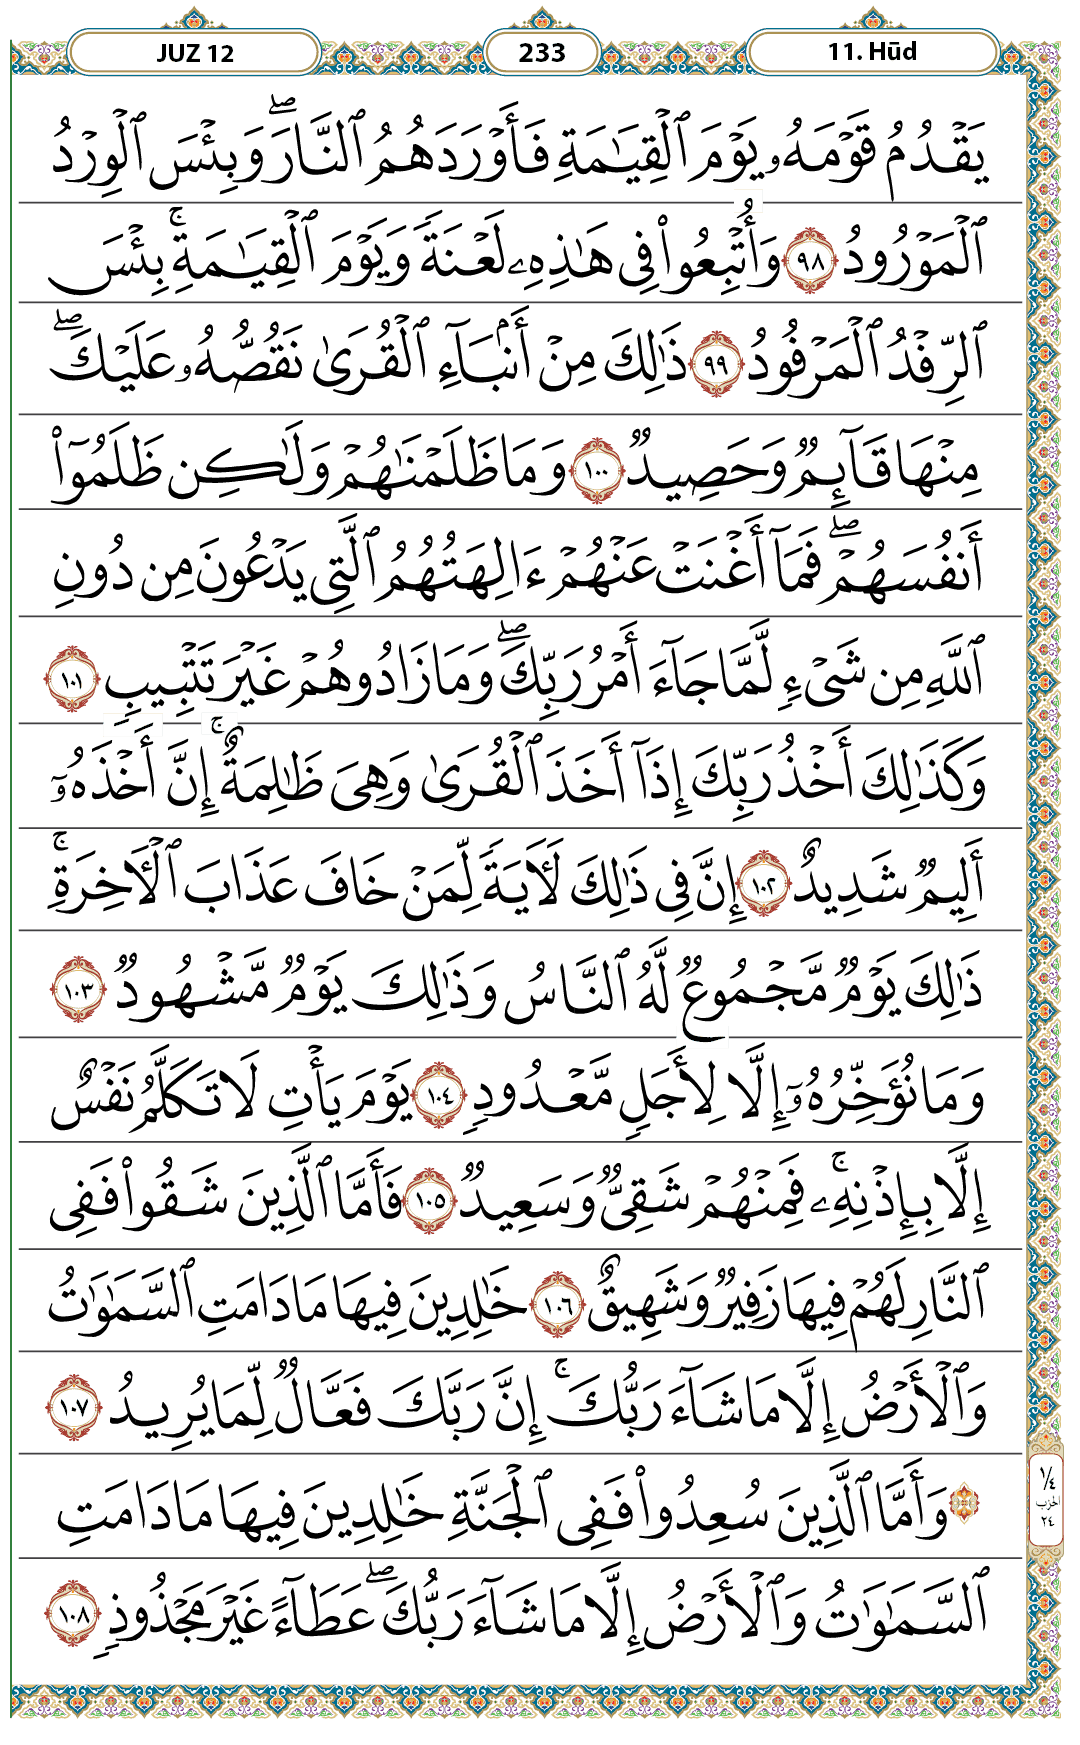 JUZ 12 233 11. Hūd
يَقْدُمُ قَوْمَهُۥ يَوْمَ ٱلْقِيَـٰمَةِ فَأَوْرَدَهُمُ ٱلنَّارَ ۖ وَبِئْسَ ٱلْوِرْدُ
ٱلْمَوْرُودُ ٩٨ وَأُتْبِعُوا۟ فِى هَـٰذِهِۦ لَعْنَةً وَيَوْمَ ٱلْقِيَـٰمَةِ ۚ بِئْسَ
ٱلرِّفْدُ ٱلْمَرْفُودُ ٩٩ ذَٰلِكَ مِنْ أَنۢبَآءِ ٱلْقُرَىٰ نَقُصُّهُۥ عَلَيْكَ ۖ
مِنْهَا قَآئِمٌ وَحَصِيدٌ ١٠٠ وَمَا ظَلَمْنَـٰهُمْ وَلَـٰكِن ظَلَمُوٓا۟
أَنفُسَهُمْ ۖ فَمَآ أَغْنَتْ عَنْهُمْ ءَالِهَتُهُمُ ٱلَّتِى يَدْعُونَ مِن دُونِ
ٱللَّهِ مِن شَىْءٍ لَّمَّا جَآءَ أَمْرُ رَبِّكَ ۖ وَمَا زَادُوهُمْ غَيْرَ تَتْبِيبٍ ١٠١
وَكَذَٰلِكَ أَخْذُ رَبِّكَ إِذَآ أَخَذَ ٱلْقُرَىٰ وَهِىَ ظَـٰلِمَةٌ ۚ إِنَّ أَخْذَهُۥٓ
أَلِيمٌ شَدِيدٌ ١٠٢ إِنَّ فِى ذَٰلِكَ لَـَٔايَةً لِّمَنْ خَافَ عَذَابَ ٱلْـَٔاخِرَةِ ۚ
ذَٰلِكَ يَوْمٌ مَّجْمُوعٌ لَّهُ ٱلنَّاسُ وَذَٰلِكَ يَوْمٌ مَّشْهُودٌ ١٠٣
وَمَا نُؤَخِّرُهُۥٓ إِلَّا لِأَجَلٍ مَّعْدُودٍ ١٠٤ يَوْمَ يَأْتِ لَا تَكَلَّمُ نَفْسٌ
إِلَّا بِإِذْنِهِۦ ۚ فَمِنْهُمْ شَقِىٌّ وَسَعِيدٌ ١٠٥ فَأَمَّا ٱلَّذِينَ شَقُوا۟ فَفِى
ٱلنَّارِ لَهُمْ فِيهَا زَفِيرٌ وَشَهِيقٌ ١٠٦ خَـٰلِدِينَ فِيهَا مَا دَامَتِ ٱلسَّمَـٰوَٰتُ
وَٱلْأَرْضُ إِلَّا مَا شَآءَ رَبُّكَ ۚ إِنَّ رَبَّكَ فَعَّالٌ لِّمَا يُرِيدُ ١٠٧
۞ وَأَمَّا ٱلَّذِينَ سُعِدُوا۟ فَفِى ٱلْجَنَّةِ خَـٰلِدِينَ فِيهَا مَا دَامَتِ
ٱلسَّمَـٰوَٰتُ وَٱلْأَرْضُ إِلَّا مَا شَآءَ رَبُّكَ ۖ عَطَآءً غَيْرَ مَجْذُوذٍ ١٠٨
١/٤
الحزب
٢٤